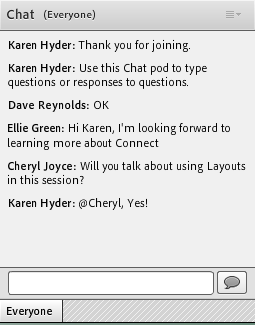 Chat (Everyone)
Karen Hyder: Thank you for joining.
Karen Hyder: Use this Chat pod to type
questions or responses to questions.
Dave Reynolds: OK
Ellie Green: Hi Karen, I'm looking forward to
learning more about Connect
Cheryl Joyce: Will you talk about using Layouts
in this session?
Karen Hyder: @Cheryl, Yes!
Everyone